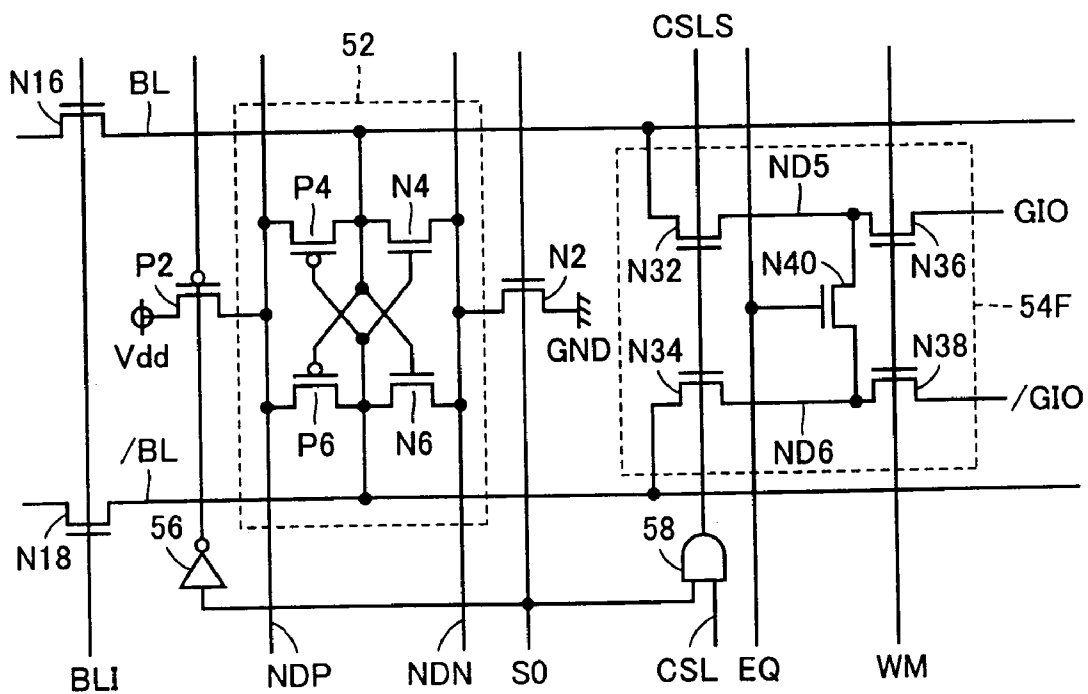 CSLS
52
N16
BL
ND5
P4
N4
GIO
N2
N32
N40
N36
P2
54F
Vdd
GND
N34
N38
P6
N6
/GIO
ND6
/BL
56
58
N18
BLI
NDP
NDN
S0
CSL
EQ
WM